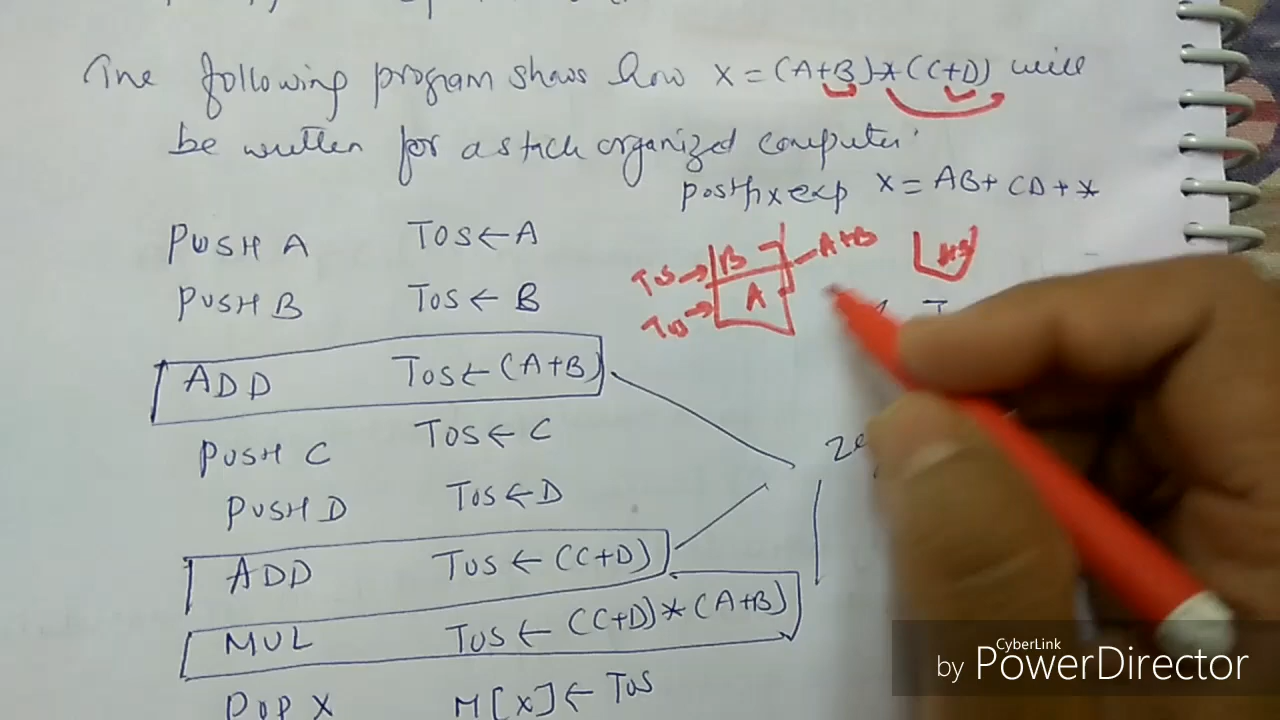 The following program shows how X = (A+B)*(C+D) will
be written for a stack organized computer
postfix exp X = AB+ CD+*
PUSH A TOS ← A
PUSH B TOS ← B
TOS → B A+B
TOS → A
ADD TOS ← (A+B)
PUSH C TOS ← C
PUSH D TOS ← D
ADD TOS ← (C+D)
MUL TOS ← (C+D)*(A+B)
POP X M[X] ← TOS
CyberLink
by PowerDirector